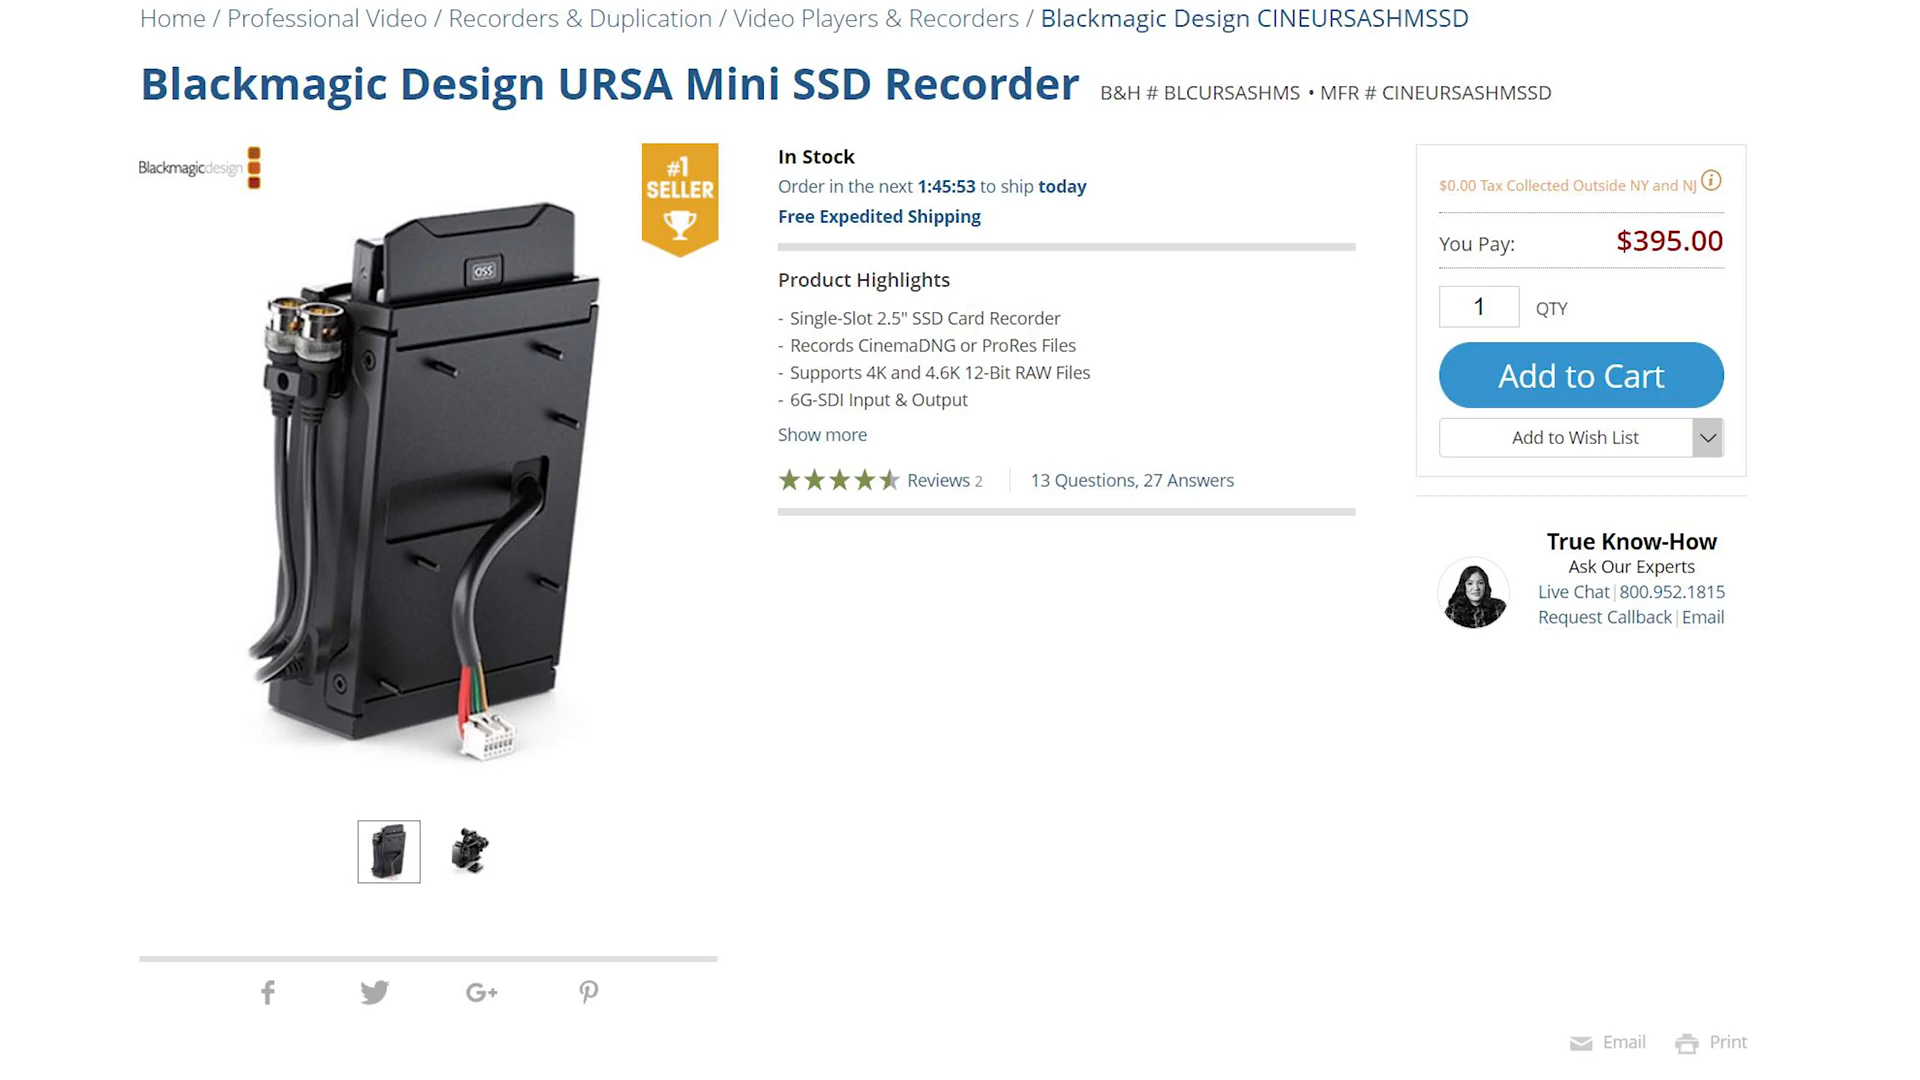 Home / Professional Video / Recorders & Duplication / Video Players & Recorders / Blackmagic Design CINEURSASHMSSD
Blackmagic Design URSA Mini SSD Recorder B&H # BLCURSASHMS • MFR # CINEURSASHMSSD
Blackmagicdesign
#1
SELLER
SSD
In Stock
Order in the next 1:45:53 to ship today
Free Expedited Shipping
Product Highlights
- Single-Slot 2.5" SSD Card Recorder
- Records CinemaDNG or ProRes Files
- Supports 4K and 4.6K 12-Bit RAW Files
- 6G-SDI Input & Output
Show more
Reviews 2 | 13 Questions, 27 Answers
$0.00 Tax Collected Outside NY and NJ
You Pay: $395.00
1 QTY
Add to Cart
Add to Wish List
True Know-How
Ask Our Experts
Live Chat | 800.952.1815
Request Callback | Email
G+
Email Print